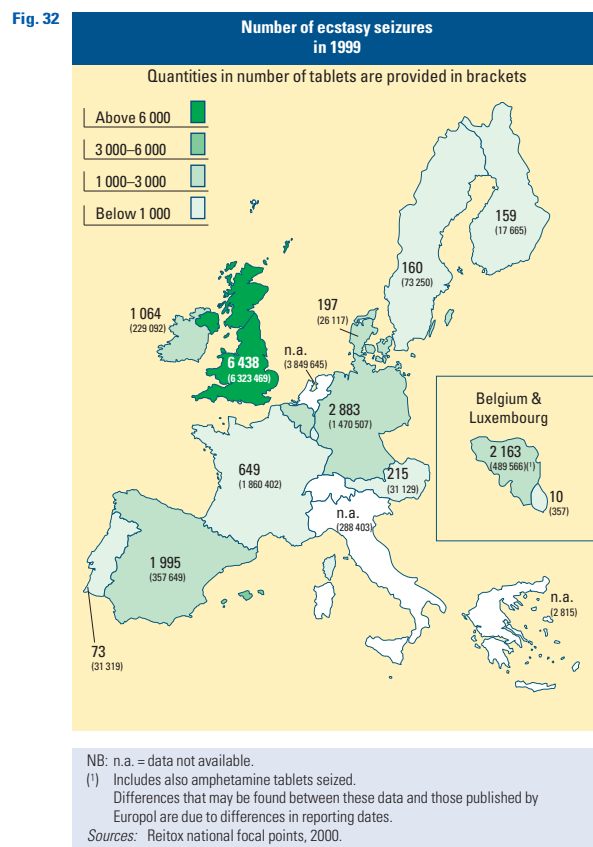 Fig. 32
Number of ecstasy seizures
in 1999
Quantities in number of tablets are provided in brackets
Above 6 000
3 000–6 000
1 000–3 000
Below 1 000
159
(17 665)
160
(73 250)
197
(26 117)
1 064
(229 092)
n.a.
(3 849 645)
6 438
(6 323 469)
2 883
(1 470 507)
Belgium &
Luxembourg
2 163
(489 566)(¹)
10
(357)
649
(1 860 402)
215
(31 129)
n.a.
(288 403)
1 995
(357 649)
n.a.
(2 815)
73
(31 319)
NB: n.a. = data not available.
(¹) Includes also amphetamine tablets seized.
Differences that may be found between these data and those published by
Europol are due to differences in reporting dates.
Sources: Reitox national focal points, 2000.